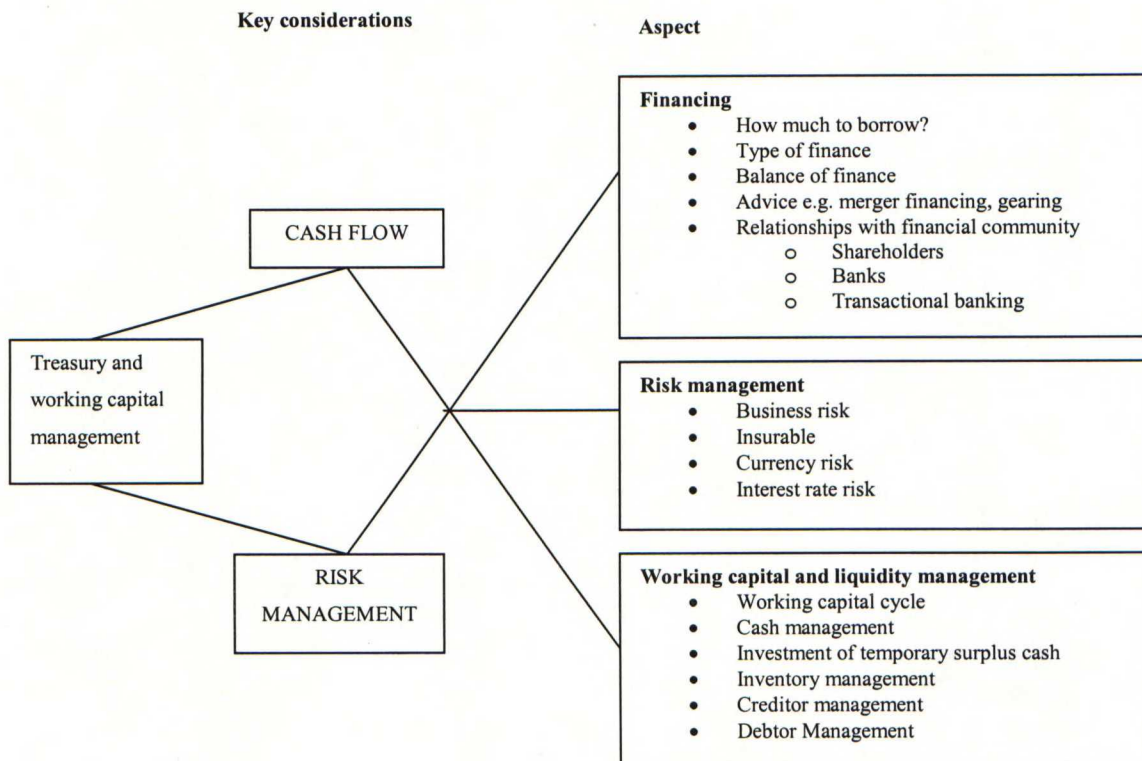 Key considerations
Aspect
Financing
• How much to borrow?
• Type of finance
• Balance of finance
• Advice e.g. merger financing, gearing
• Relationships with financial community
o Shareholders
o Banks
o Transactional banking
CASH FLOW
Treasury and
working capital
management
Risk management
• Business risk
• Insurable
• Currency risk
• Interest rate risk
RISK
MANAGEMENT
Working capital and liquidity management
• Working capital cycle
• Cash management
• Investment of temporary surplus cash
• Inventory management
• Creditor management
• Debtor Management